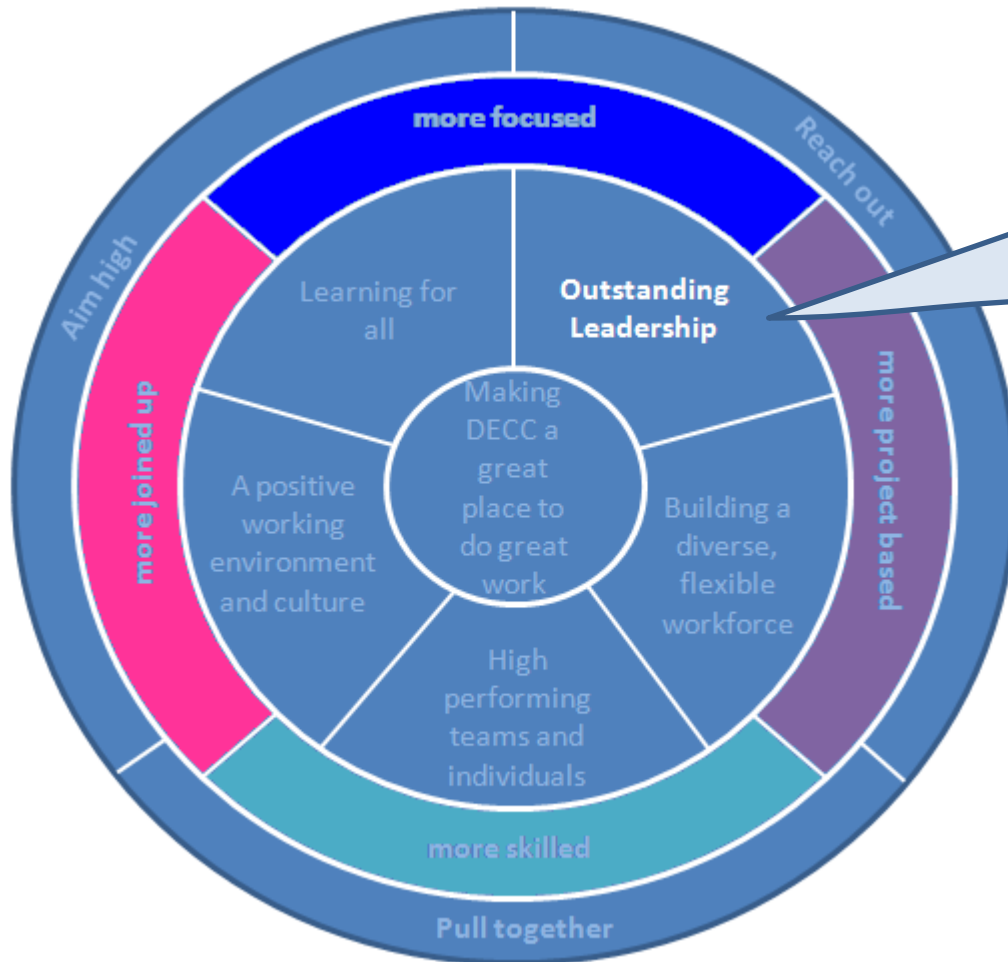 more focused
Reach out
Aim high
Learning for
all
Outstanding
Leadership
more joined up
more project based
Making
DECC a
great
place to
do great
work
A positive
working
environment
and culture
Building a
diverse,
flexible
workforce
High
performing
teams and
individuals
more skilled
Pull together